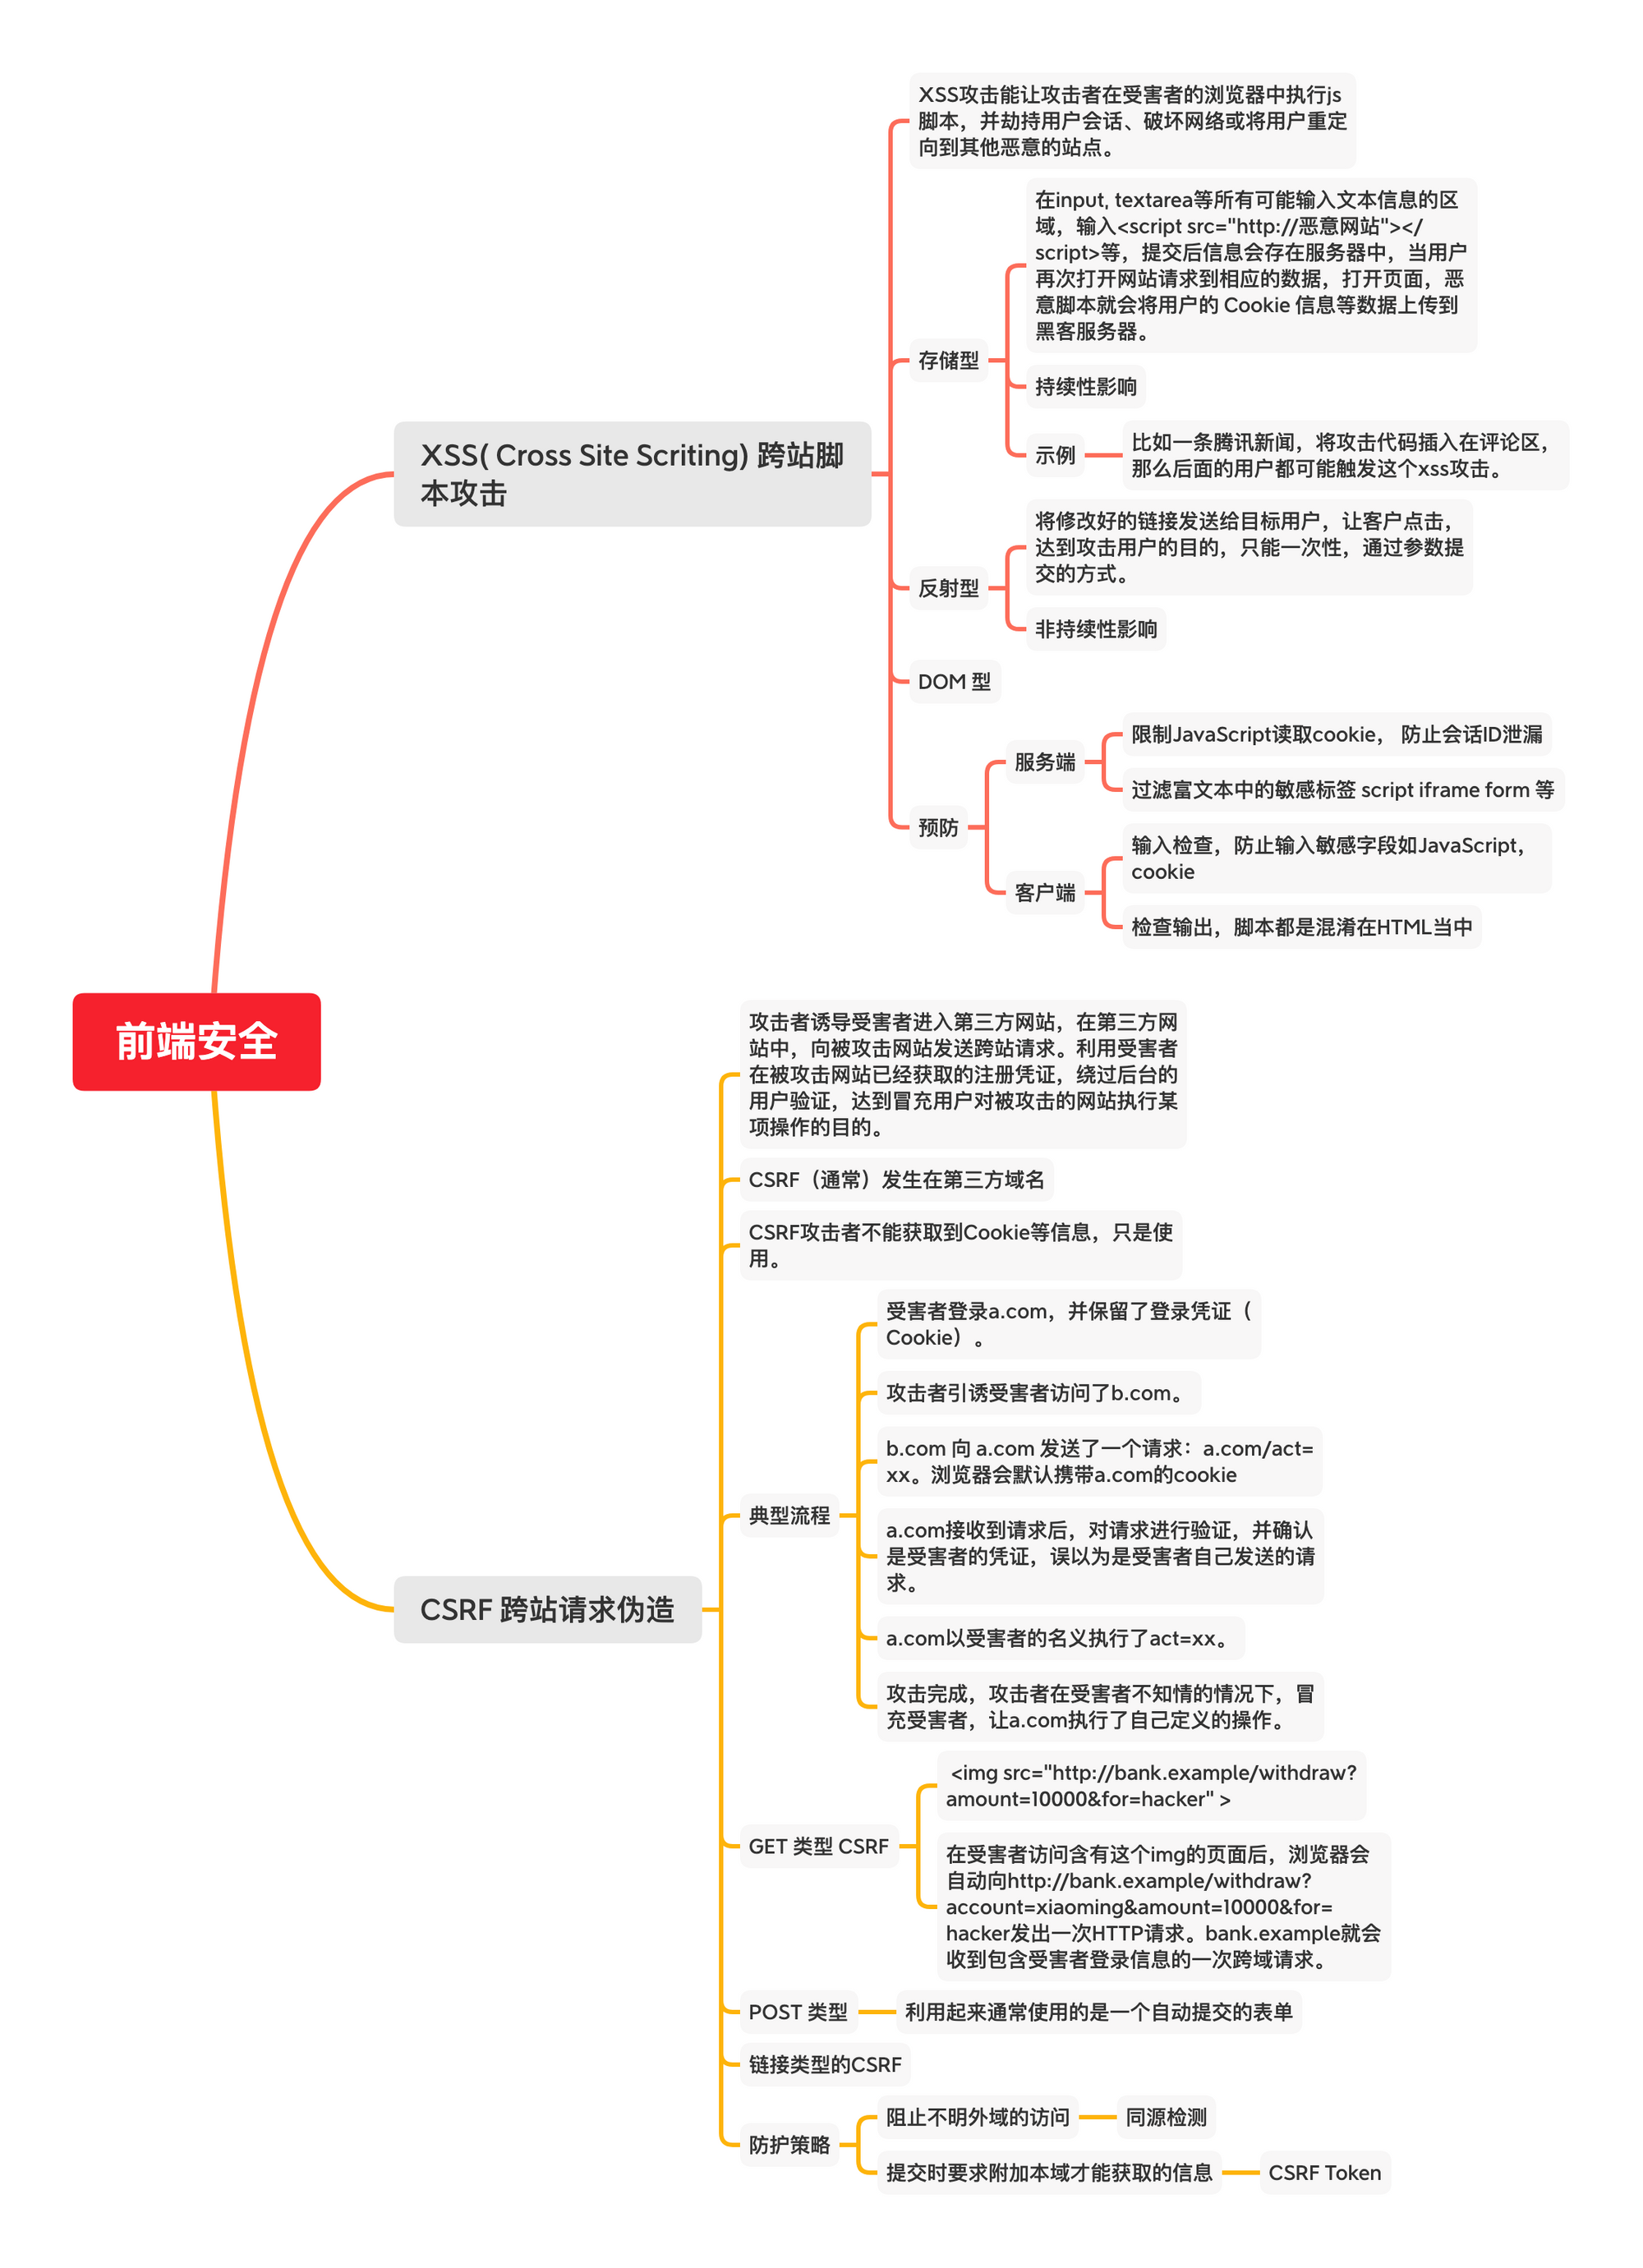 XSS攻击能让攻击者在受害者的浏览器中执行js
脚本，并劫持用户会话、破坏网络或将用户重定
向到其他恶意的站点。
在input, textarea等所有可能输入文本信息的区
域，输入<script src="http://恶意网站"></
script>等，提交后信息会存在服务器中，当用户
再次打开网站请求到相应的数据，打开页面，恶
意脚本就会将用户的 Cookie 信息等数据上传到
黑客服务器。
存储型
持续性影响
示例
比如一条腾讯新闻，将攻击代码插入在评论区，
那么后面的用户都可能触发这个xss攻击。
XSS( Cross Site Scriting) 跨站脚
本攻击
将修改好的链接发送给目标用户，让客户点击，
达到攻击用户的目的，只能一次性，通过参数提
交的方式。
反射型
非持续性影响
DOM 型
服务端
限制JavaScript读取cookie， 防止会话ID泄漏
过滤富文本中的敏感标签 script iframe form 等
预防
输入检查，防止输入敏感字段如JavaScript，
cookie
客户端
检查输出，脚本都是混淆在HTML当中
前端安全
攻击者诱导受害者进入第三方网站，在第三方网
站中，向被攻击网站发送跨站请求。利用受害者
在被攻击网站已经获取的注册凭证，绕过后台的
用户验证，达到冒充用户对被攻击的网站执行某
项操作的目的。
CSRF（通常）发生在第三方域名
CSRF攻击者不能获取到Cookie等信息，只是使
用。
受害者登录a.com，并保留了登录凭证（
Cookie）。
攻击者引诱受害者访问了b.com。
b.com 向 a.com 发送了一个请求：a.com/act=
xx。浏览器会默认携带a.com的cookie
典型流程
a.com接收到请求后，对请求进行验证，并确认
是受害者的凭证，误以为是受害者自己发送的请
求。
a.com以受害者的名义执行了act=xx。
攻击完成，攻击者在受害者不知情的情况下，冒
充受害者，让a.com执行了自己定义的操作。
CSRF 跨站请求伪造
<img src="http://bank.example/withdraw?
amount=10000&for=hacker" >
GET 类型 CSRF
在受害者访问含有这个img的页面后，浏览器会
自动向http://bank.example/withdraw?
account=xiaoming&amount=10000&for=
hacker发出一次HTTP请求。bank.example就会
收到包含受害者登录信息的一次跨域请求。
POST 类型
利用起来通常使用的是一个自动提交的表单
链接类型的CSRF
防护策略
阻止不明外域的访问
同源检测
提交时要求附加本域才能获取的信息
CSRF Token